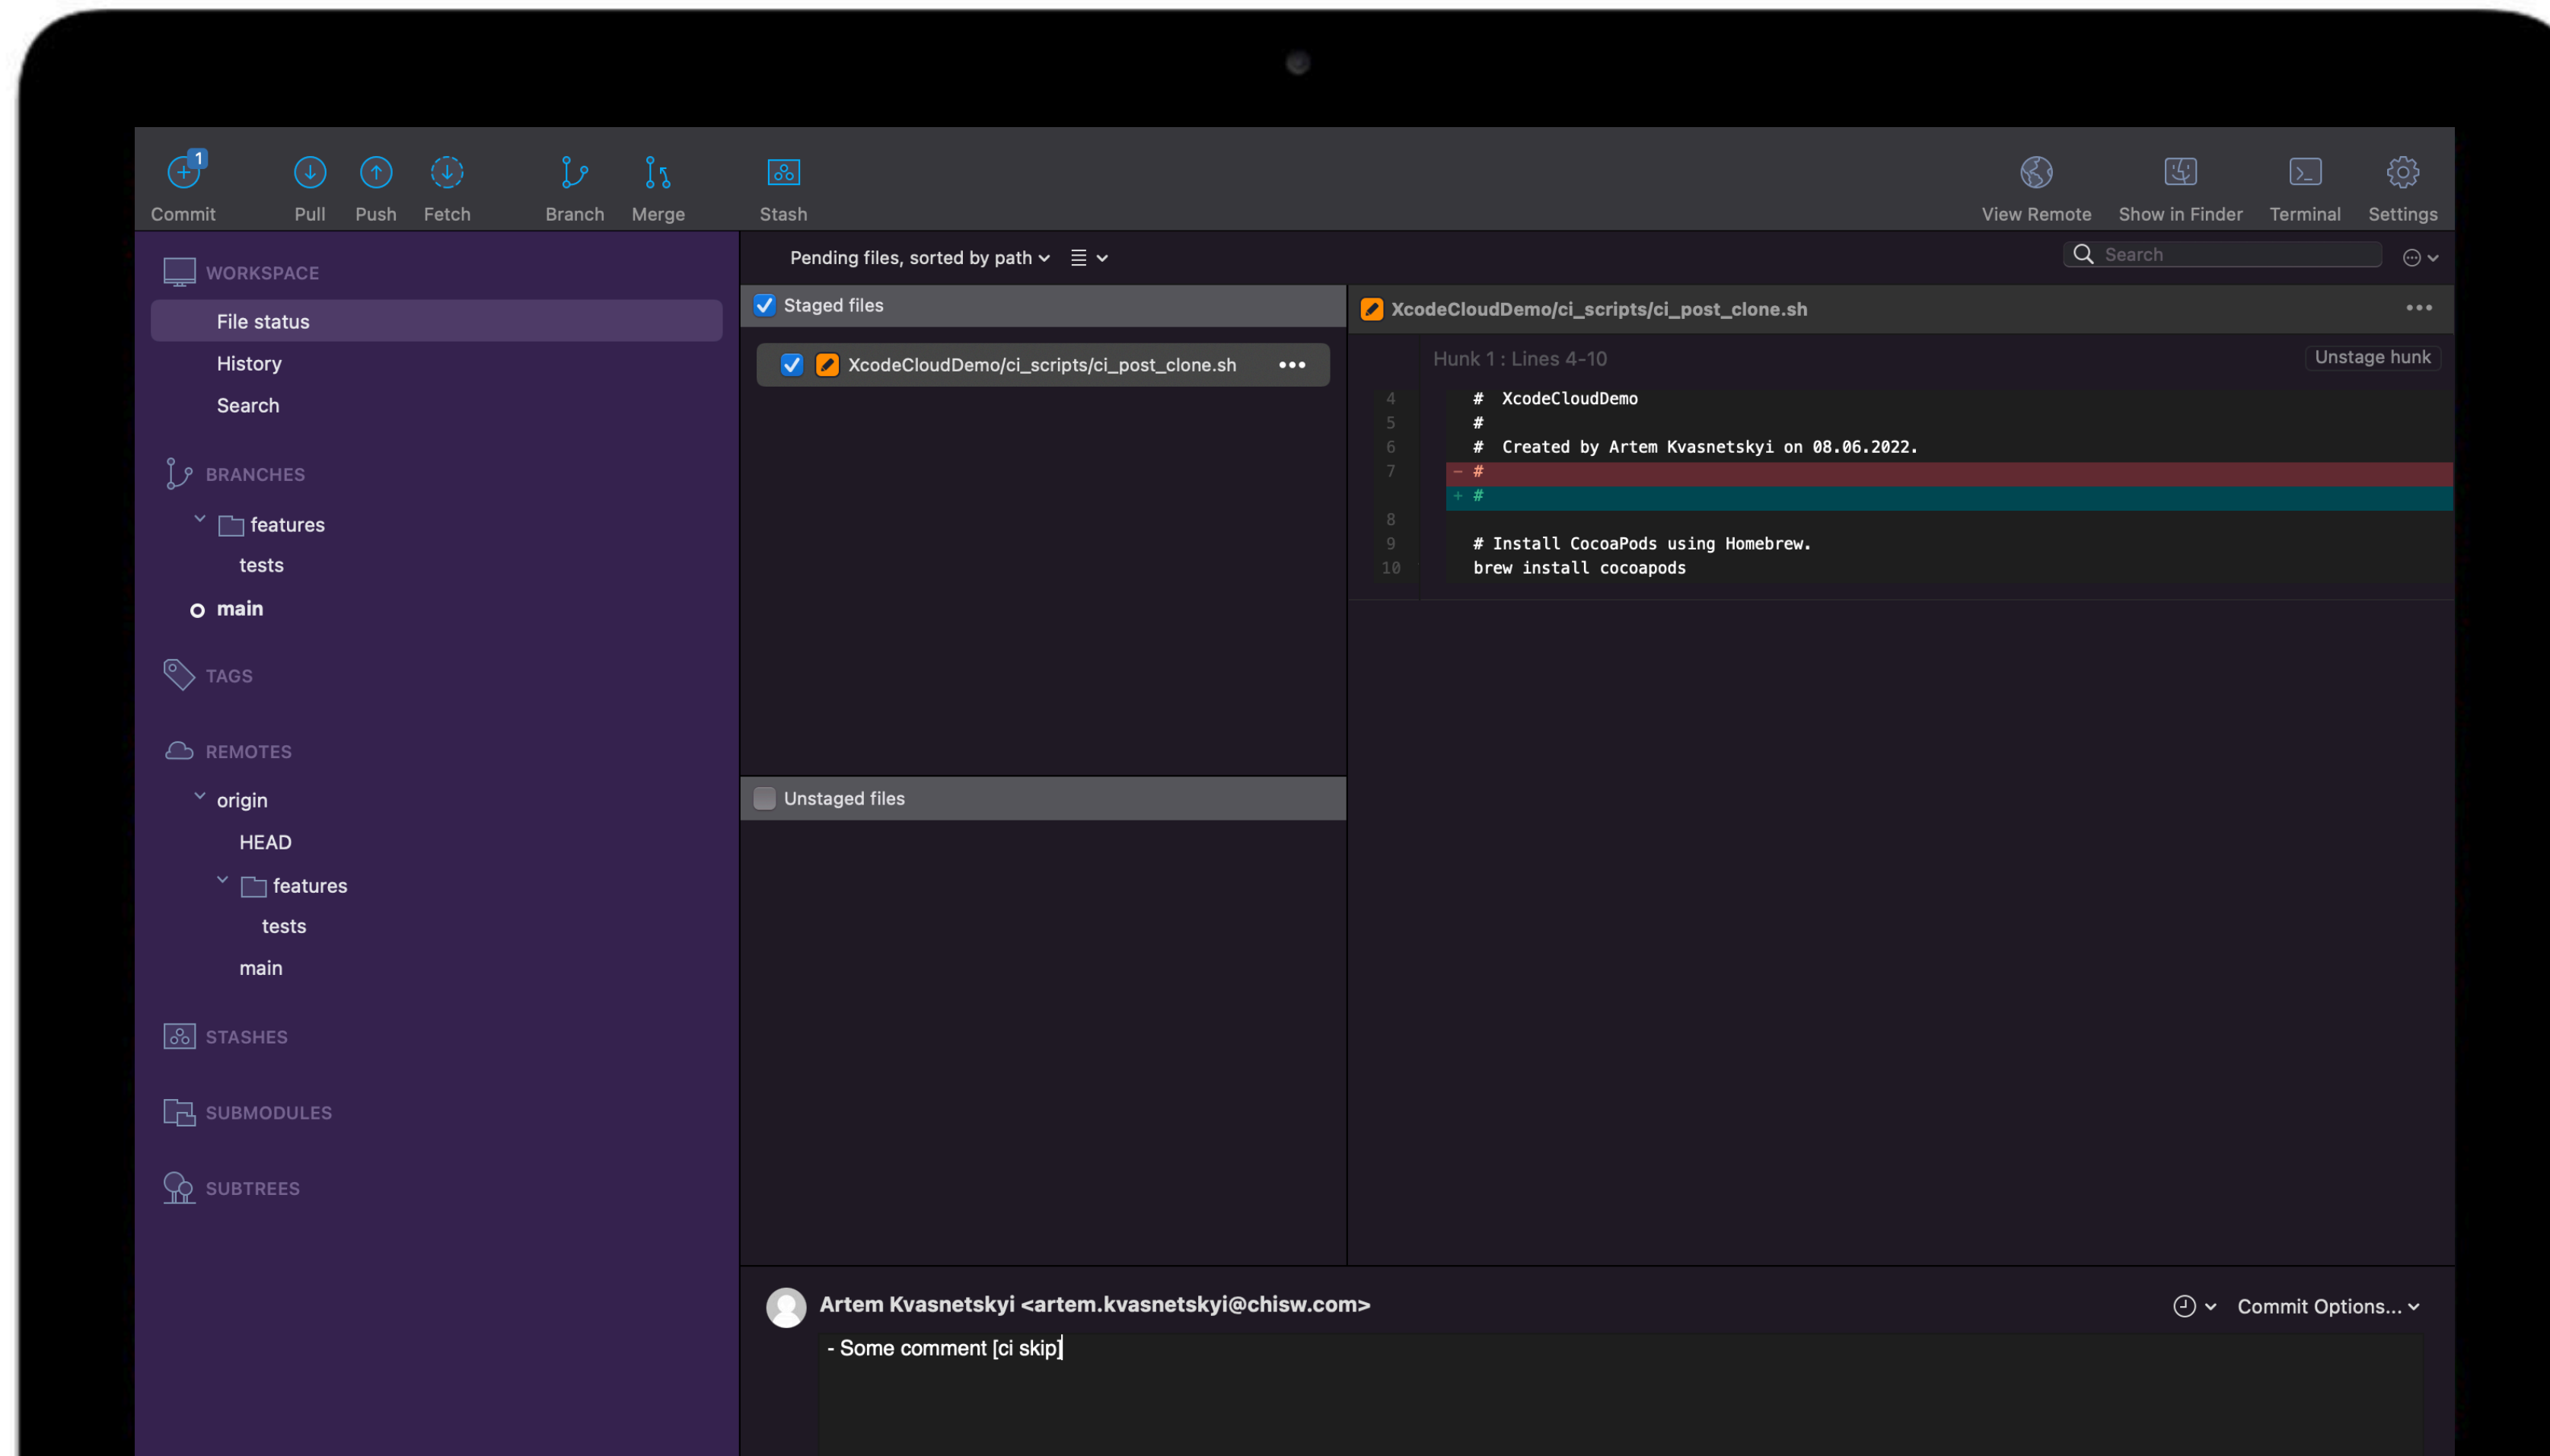 1
Commit Pull Push Fetch Branch Merge Stash View Remote Show in Finder Terminal Settings
WORKSPACE
File status
History
Search
BRANCHES
features
tests
main
TAGS
REMOTES
origin
HEAD
features
tests
main
STASHES
SUBMODULES
SUBTREES
Pending files, sorted by path
Search
Staged files
XcodeCloudDemo/ci_scripts/ci_post_clone.sh
Unstaged files
XcodeCloudDemo/ci_scripts/ci_post_clone.sh
Hunk 1 : Lines 4-10 Unstage hunk
4 # XcodeCloudDemo
5 #
6 # Created by Artem Kvasnetskyi on 08.06.2022.
7 - #
+ #
8
9 # Install CocoaPods using Homebrew.
10 brew install cocoapods
Artem Kvasnetskyi <artem.kvasnetskyi@chisw.com>
Commit Options...
- Some comment [ci skip]